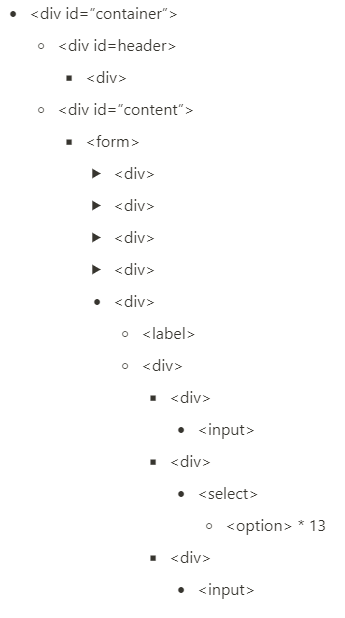 <div id="container">
<div id=header>
<div>
<div id="content">
<form>
<div>
<div>
<div>
<div>
<div>
<label>
<div>
<div>
<input>
<div>
<select>
<option> * 13
<div>
<input>